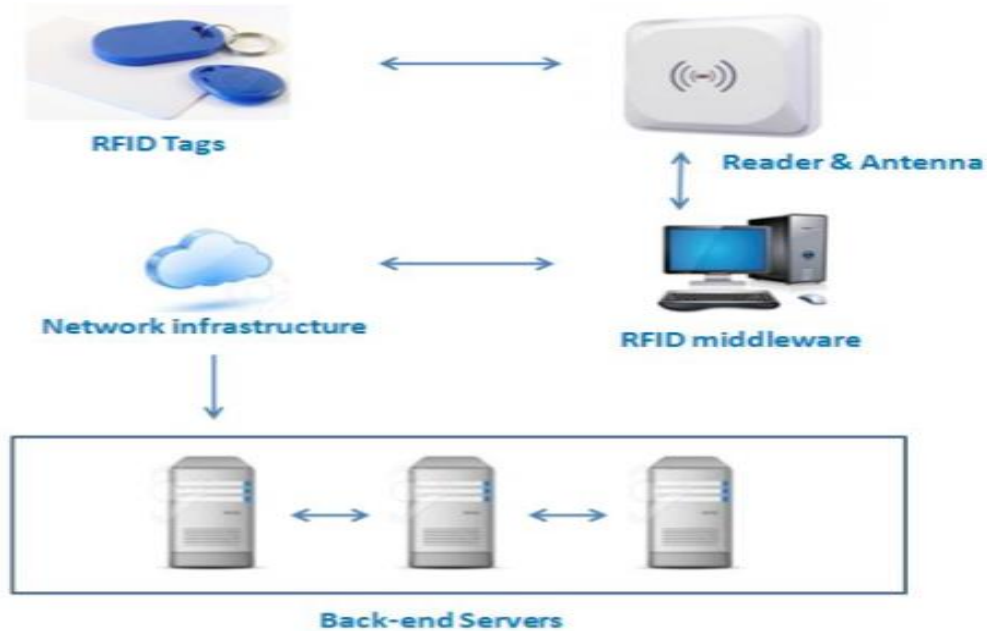 RFID Tags
Reader & Antenna
Network infrastructure
RFID middleware
Back-end Servers